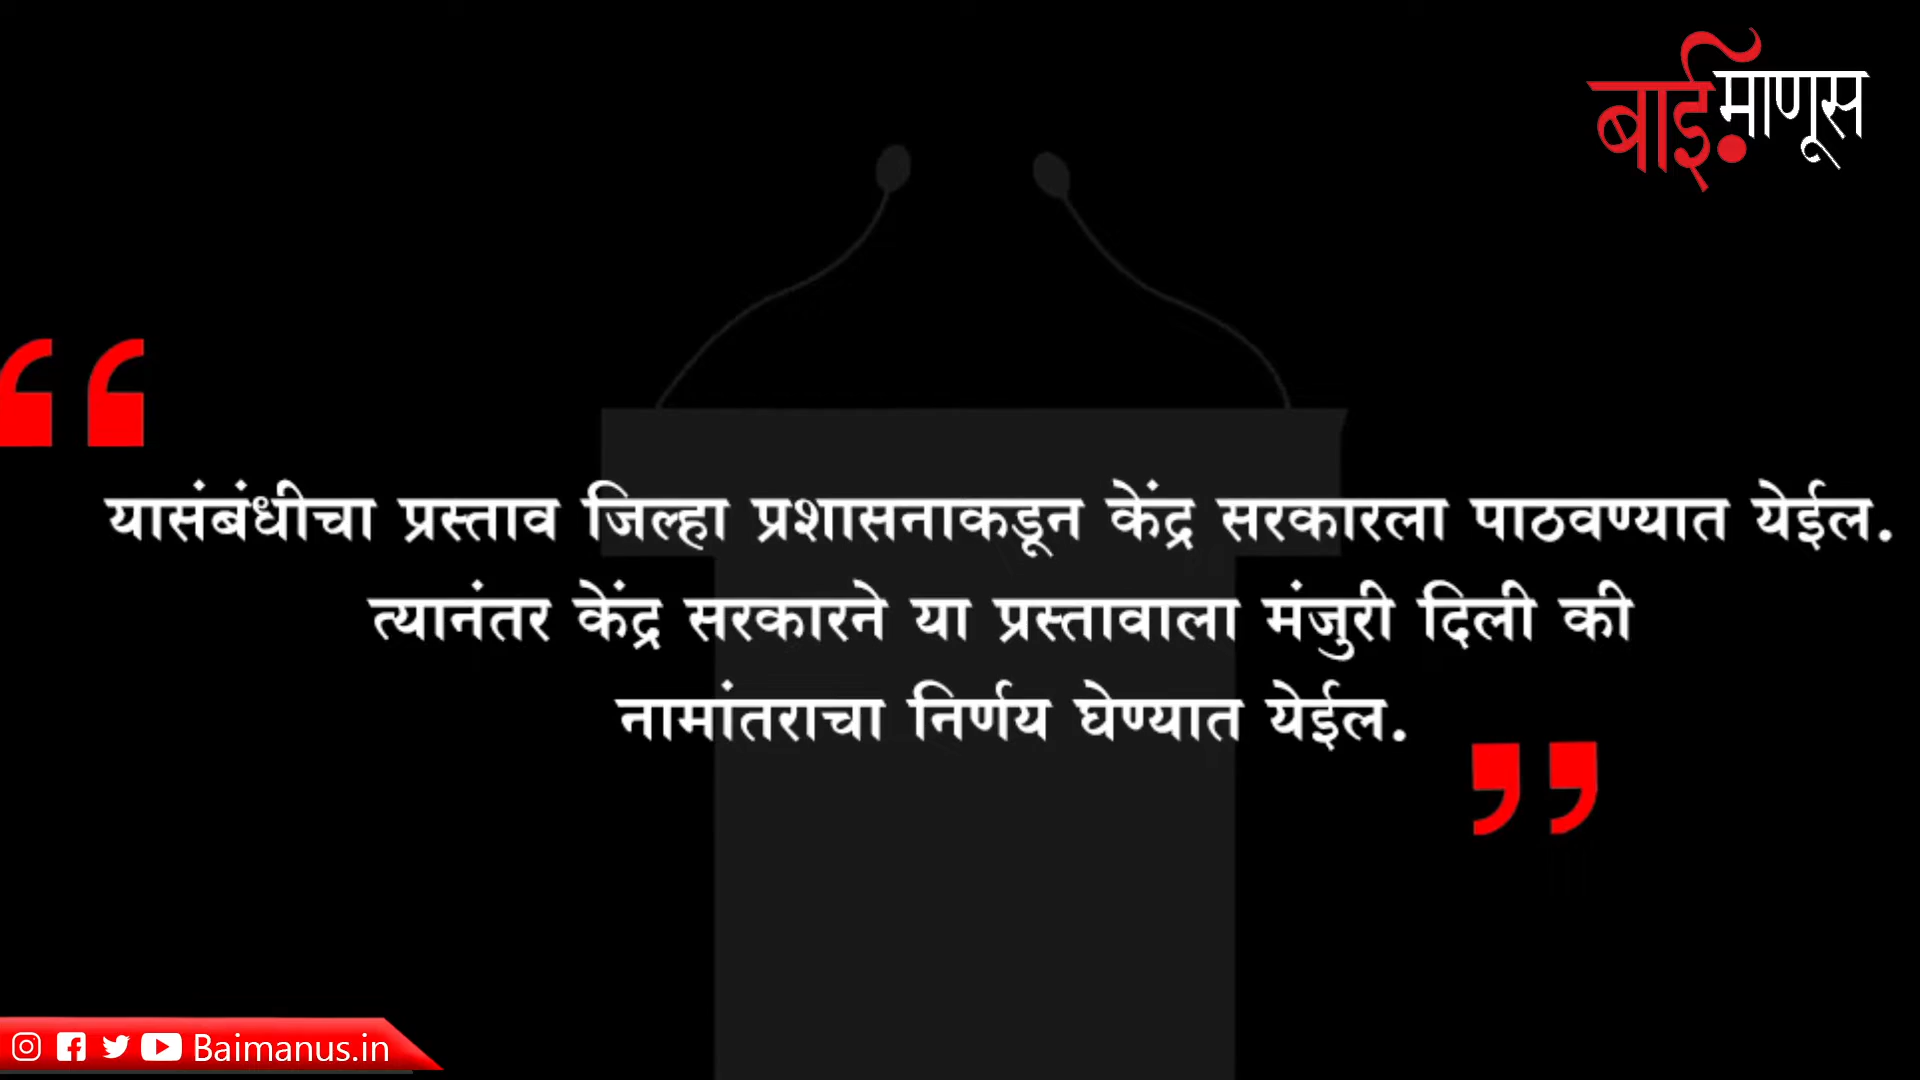 बाईमाणूस
यासंबंधीचा प्रस्ताव जिल्हा प्रशासनाकडून केंद्र सरकारला पाठवण्यात येईल.
त्यानंतर केंद्र सरकारने या प्रस्तावाला मंजुरी दिली की
नामांतराचा निर्णय घेण्यात येईल.
Baimanus.in